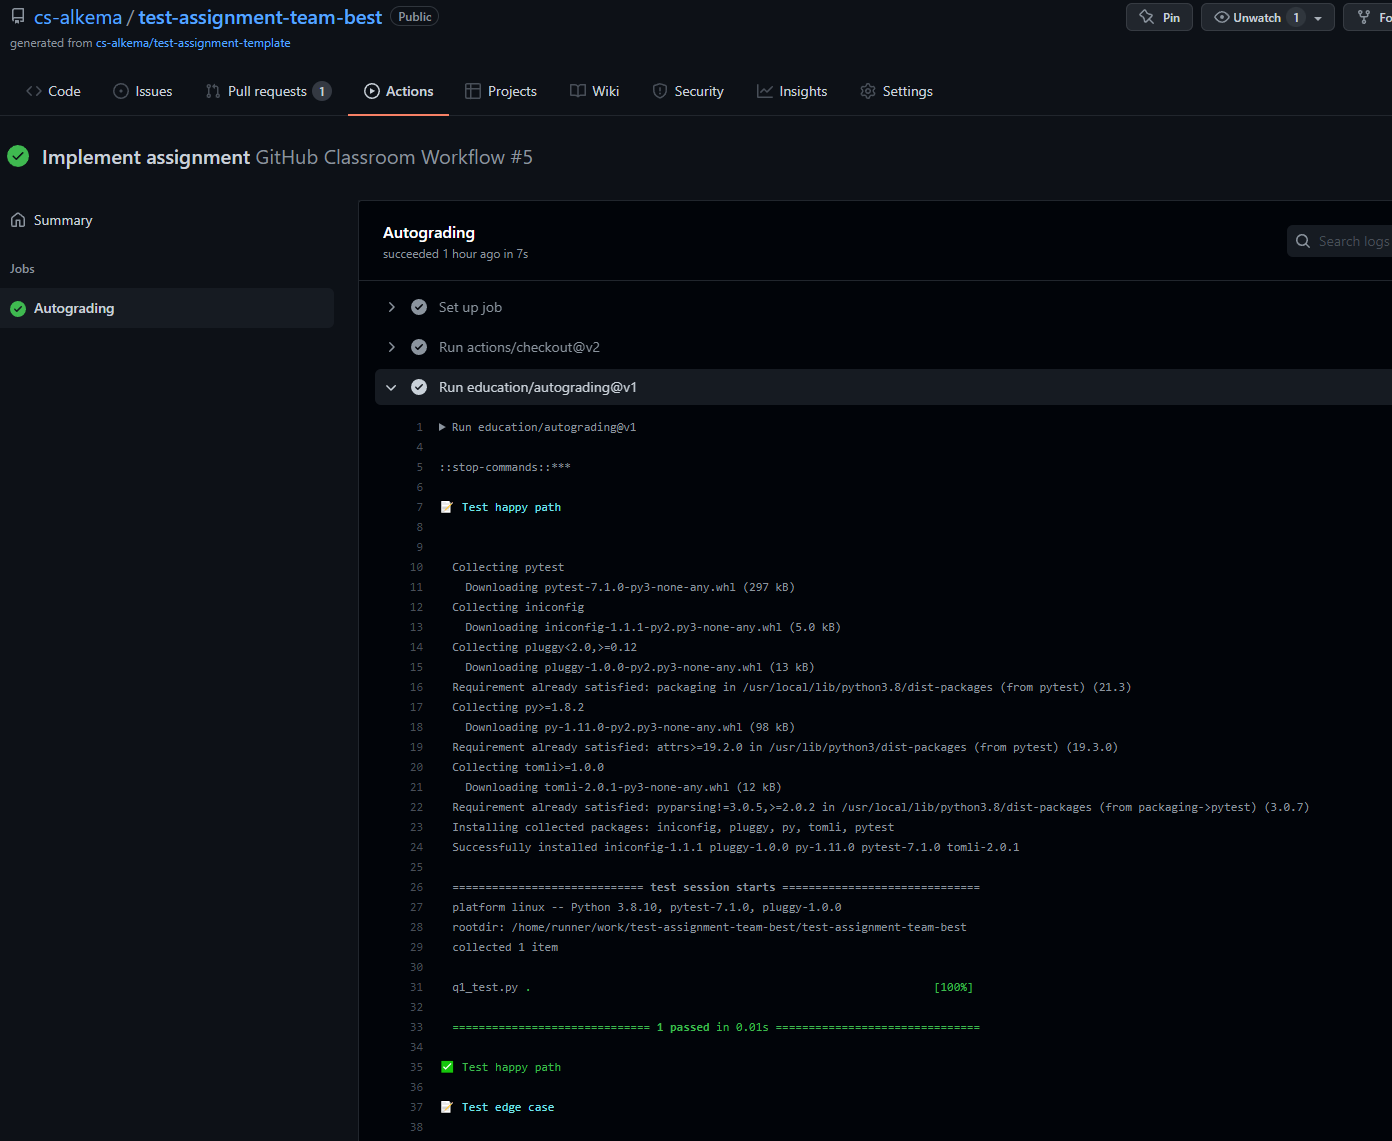 cs-alkema / test-assignment-team-best Public
Pin
Unwatch 1
Fo
generated from cs-alkema/test-assignment-template
Code
Issues
Pull requests 1
Actions
Projects
Wiki
Security
Insights
Settings
Implement assignment GitHub Classroom Workflow #5
Summary
Jobs
Autograding
Autograding
succeeded 1 hour ago in 7s
Search logs
Set up job
Run actions/checkout@v2
Run education/autograding@v1
1 Run education/autograding@v1
4
5 ::stop-commands::***
6
7 📝 Test happy path
8
9
10 Collecting pytest
11 Downloading pytest-7.1.0-py3-none-any.whl (297 kB)
12 Collecting iniconfig
13 Downloading iniconfig-1.1.1-py2.py3-none-any.whl (5.0 kB)
14 Collecting pluggy<2.0,>=0.12
15 Downloading pluggy-1.0.0-py2.py3-none-any.whl (13 kB)
16 Requirement already satisfied: packaging in /usr/local/lib/python3.8/dist-packages (from pytest) (21.3)
17 Collecting py>=1.8.2
18 Downloading py-1.11.0-py2.py3-none-any.whl (98 kB)
19 Requirement already satisfied: attrs>=19.2.0 in /usr/lib/python3/dist-packages (from pytest) (19.3.0)
20 Collecting tomli>=1.0.0
21 Downloading tomli-2.0.1-py3-none-any.whl (12 kB)
22 Requirement already satisfied: pyparsing!=3.0.5,>=2.0.2 in /usr/local/lib/python3.8/dist-packages (from packaging->pytest) (3.0.7)
23 Installing collected packages: iniconfig, pluggy, py, tomli, pytest
24 Successfully installed iniconfig-1.1.1 pluggy-1.0.0 py-1.11.0 pytest-7.1.0 tomli-2.0.1
25
26 ============================= test session starts ==============================
27 platform linux -- Python 3.8.10, pytest-7.1.0, pluggy-1.0.0
28 rootdir: /home/runner/work/test-assignment-team-best/test-assignment-team-best
29 collected 1 item
30
31 q1_test.py . [100%]
32
33 ============================== 1 passed in 0.01s ===============================
34
35 ✅ Test happy path
36
37 📝 Test edge case
38